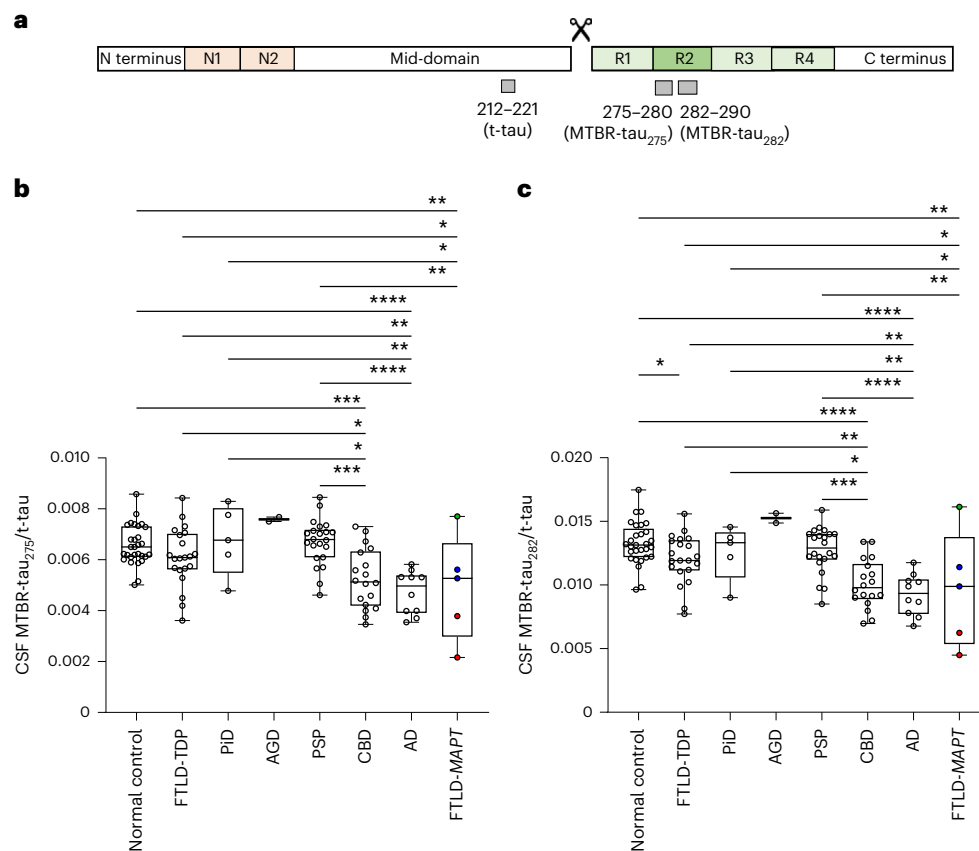 a
N terminus N1 N2 Mid-domain R1 R2 R3 R4 C terminus
212–221 275–280 282–290
(t-tau) (MTBR-tau275) (MTBR-tau282)
b
**
*
*
**
****
**
**
****
***
*
*
***
CSF MTBR-tau275/t-tau
0.010
0.008
0.006
0.004
0.002
0
Normal control
FTLD-TDP
PiD
AGD
PSP
CBD
AD
FTLD-MAPT
c
**
*
*
**
****
**
**
*
****
****
**
*
***
CSF MTBR-tau282/t-tau
0.020
0.015
0.010
0.005
0
Normal control
FTLD-TDP
PiD
AGD
PSP
CBD
AD
FTLD-MAPT